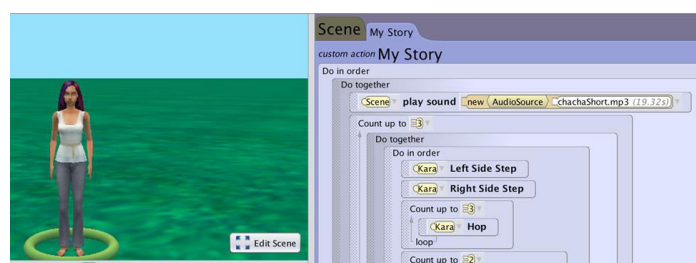 Scene My Story
custom action My Story
Do in order
Do together
Scene play sound new AudioSource chachaShort.mp3 (19.32s)
Count up to 3
Do together
Do in order
Kara Left Side Step
Kara Right Side Step
Count up to 3
Kara Hop
loop
Edit Scene
Count up to 2